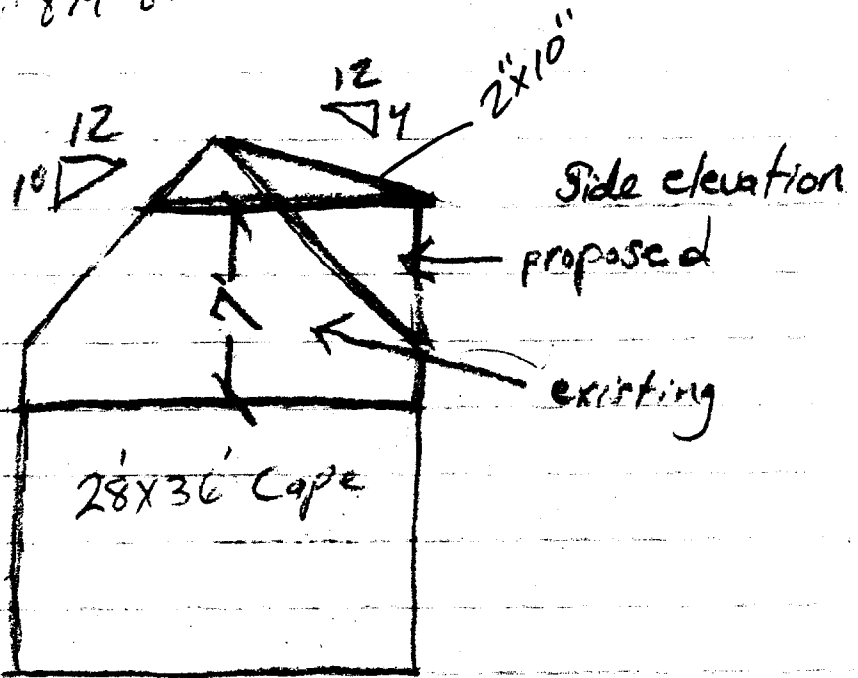 12
4
2"x10"
12
10
Side elevation
proposed
7
existing
28'x36' Cape